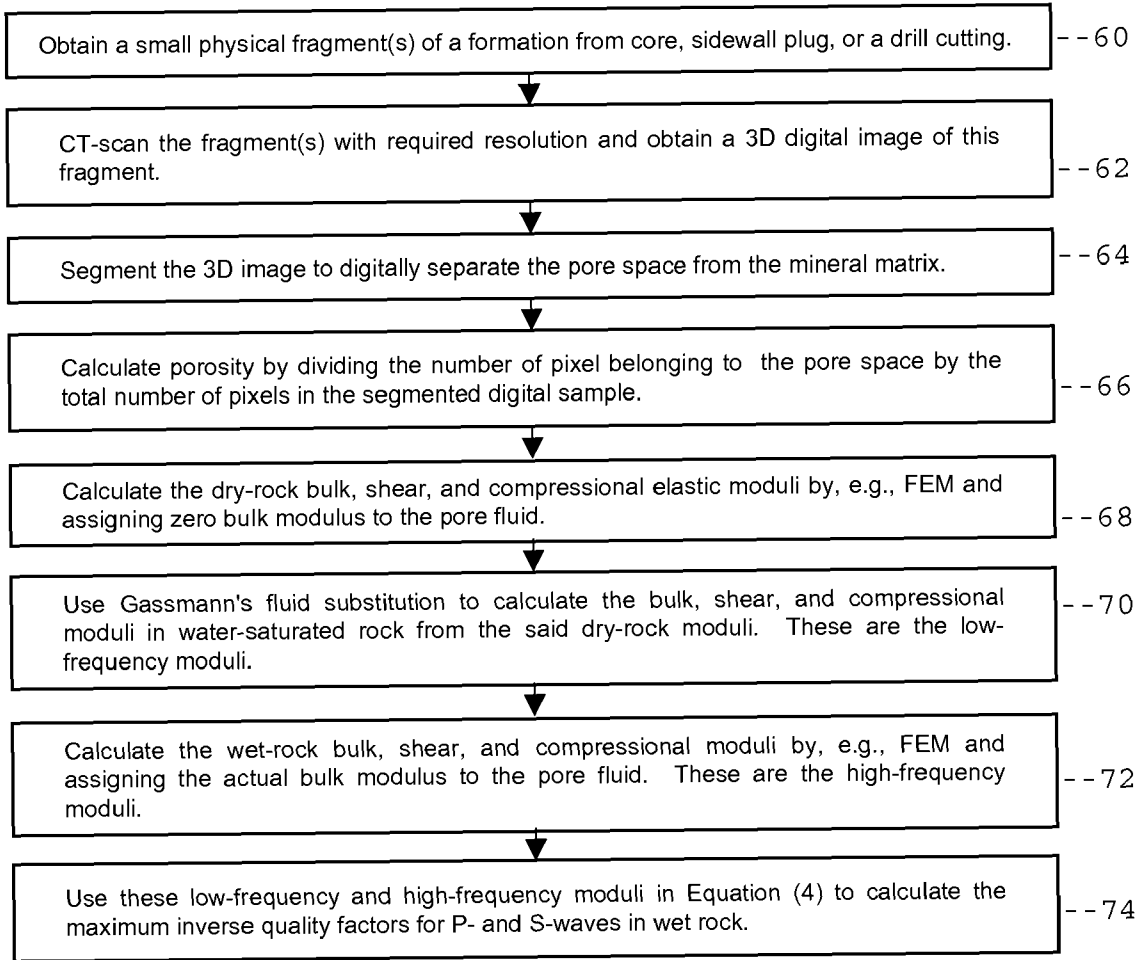 Obtain a small physical fragment(s) of a formation from core, sidewall plug, or a drill cutting.
--60
CT-scan the fragment(s) with required resolution and obtain a 3D digital image of this
fragment.
--62
Segment the 3D image to digitally separate the pore space from the mineral matrix.
--64
Calculate porosity by dividing the number of pixel belonging to the pore space by the
total number of pixels in the segmented digital sample.
--66
Calculate the dry-rock bulk, shear, and compressional elastic moduli by, e.g., FEM and
assigning zero bulk modulus to the pore fluid.
--68
Use Gassmann's fluid substitution to calculate the bulk, shear, and compressional
moduli in water-saturated rock from the said dry-rock moduli. These are the low-
frequency moduli.
--70
Calculate the wet-rock bulk, shear, and compressional moduli by, e.g., FEM and
assigning the actual bulk modulus to the pore fluid. These are the high-frequency
moduli.
--72
Use these low-frequency and high-frequency moduli in Equation (4) to calculate the
maximum inverse quality factors for P- and S-waves in wet rock.
--74